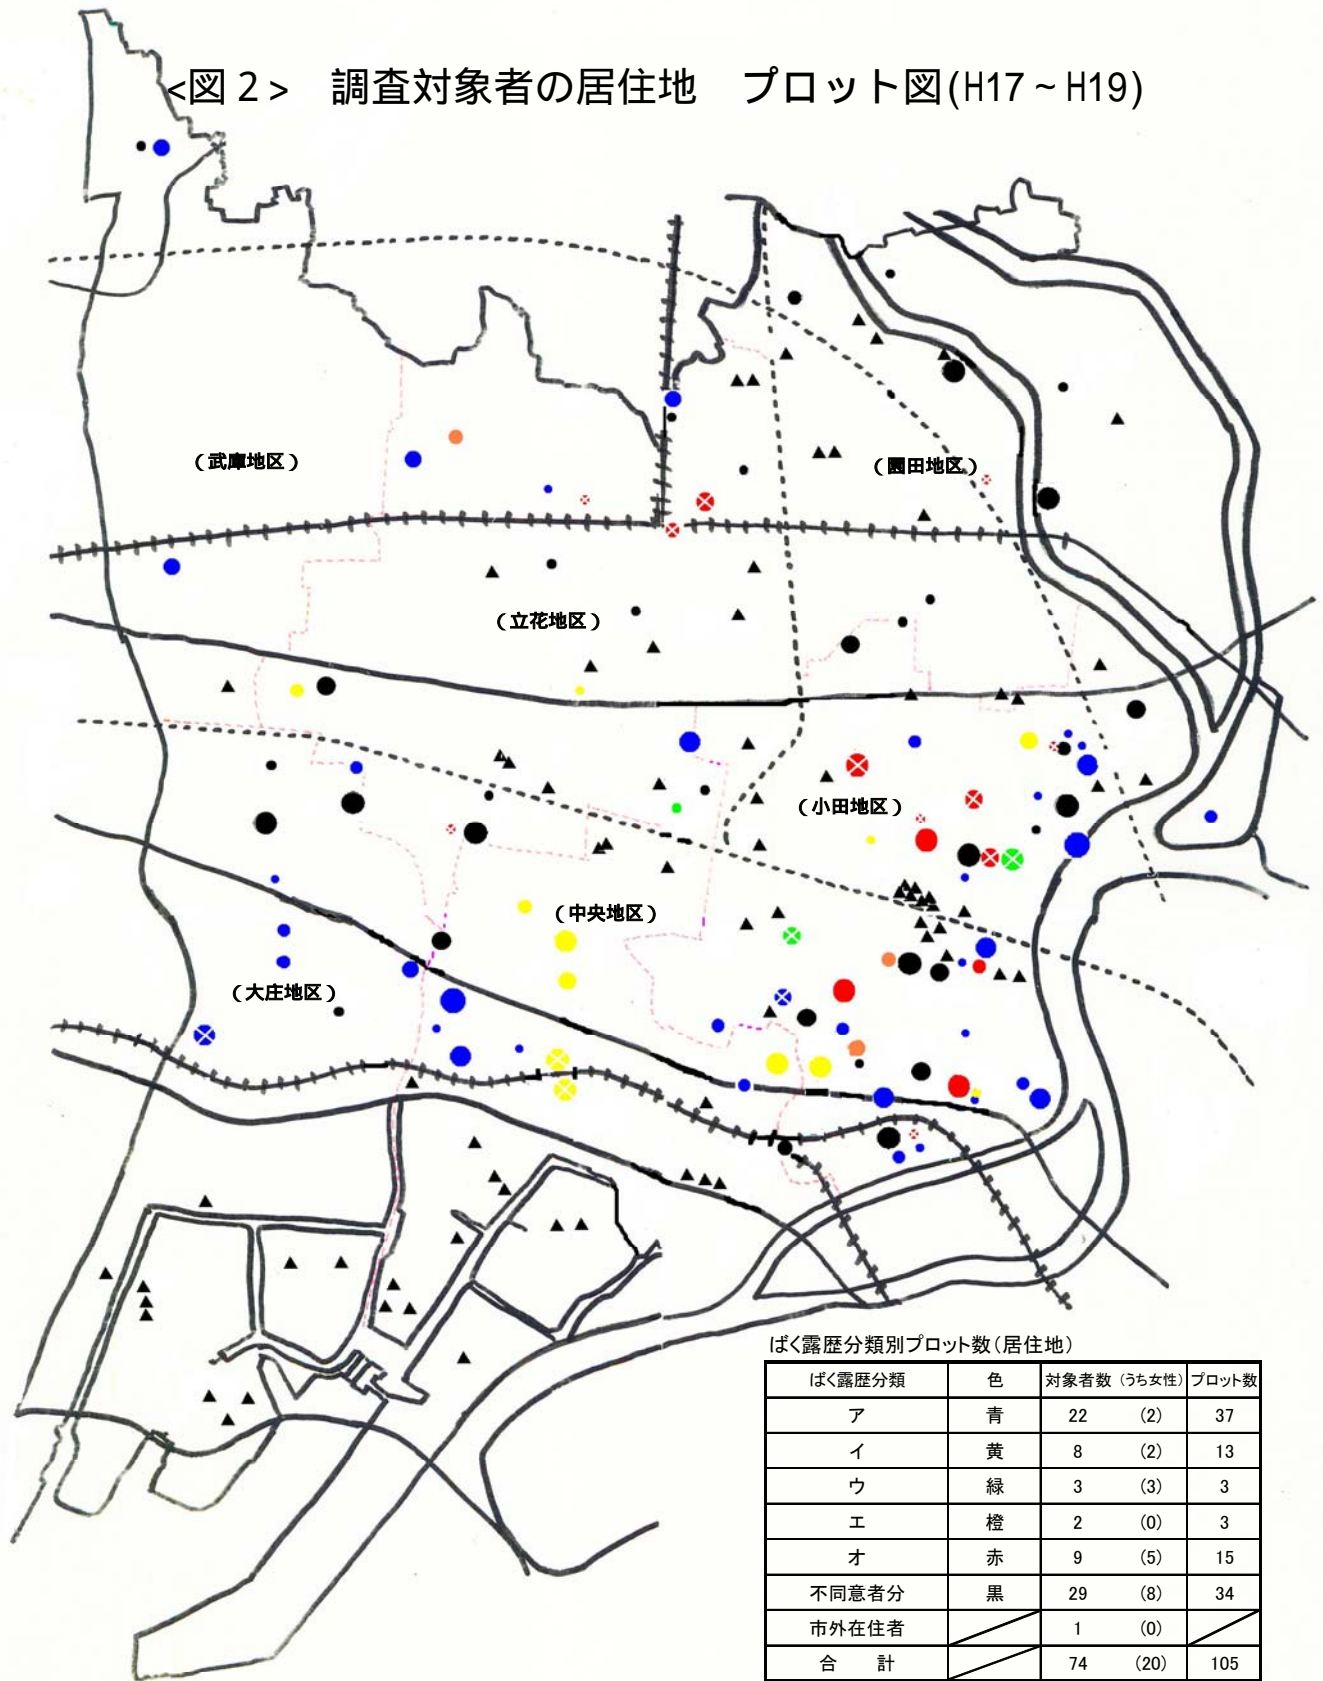 <図2> 調査対象者の居住地 プロット図(H17~H19)
(武庫地区)
(園田地区)
(立花地区)
(小田地区)
(中央地区)
(大庄地区)
ばく露歴分類別プロット数(居住地)
ばく露歴分類 色 対象者数 (うち女性) プロット数
ア 青 22 (2) 37
イ 黄 8 (2) 13
ウ 緑 3 (3) 3
エ 橙 2 (0) 3
オ 赤 9 (5) 15
不同意者分 黒 29 (8) 34
市外在住者 1 (0)
合 計 74 (20) 105